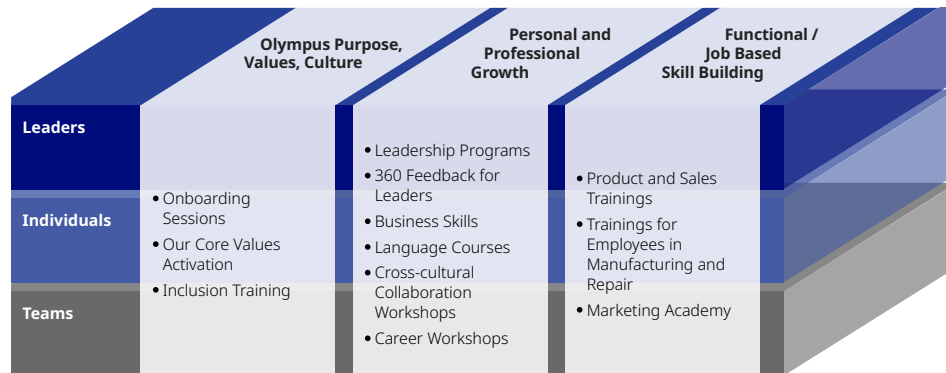 Olympus Purpose,
Values, Culture
Personal and
Professional
Growth
Functional /
Job Based
Skill Building
Leaders
Individuals
Teams
• Onboarding
Sessions
• Our Core Values
Activation
• Inclusion Training
• Leadership Programs
• 360 Feedback for
Leaders
• Business Skills
• Language Courses
• Cross-cultural
Collaboration
Workshops
• Career Workshops
• Product and Sales
Trainings
• Trainings for
Employees in
Manufacturing and
Repair
• Marketing Academy